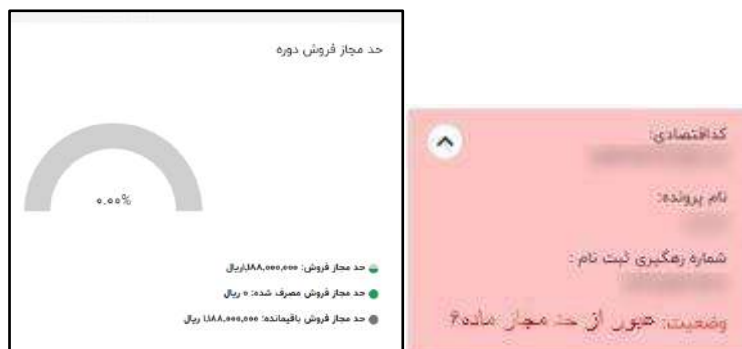 حد مجاز فروش دوره
۰.۰۰%
حد مجاز فروش: ۱,۱۸۸,۰۰۰,۰۰۰ریال
حد مجاز فروش مصرف شده: ۰ ریال
حد مجاز فروش باقیمانده: ۱,۱۸۸,۰۰۰,۰۰۰ ریال
کداقتصادی:
نام پرونده:
شماره رهگیری ثبت نام :
وضعیت: عبور از حد مجاز ماده۶